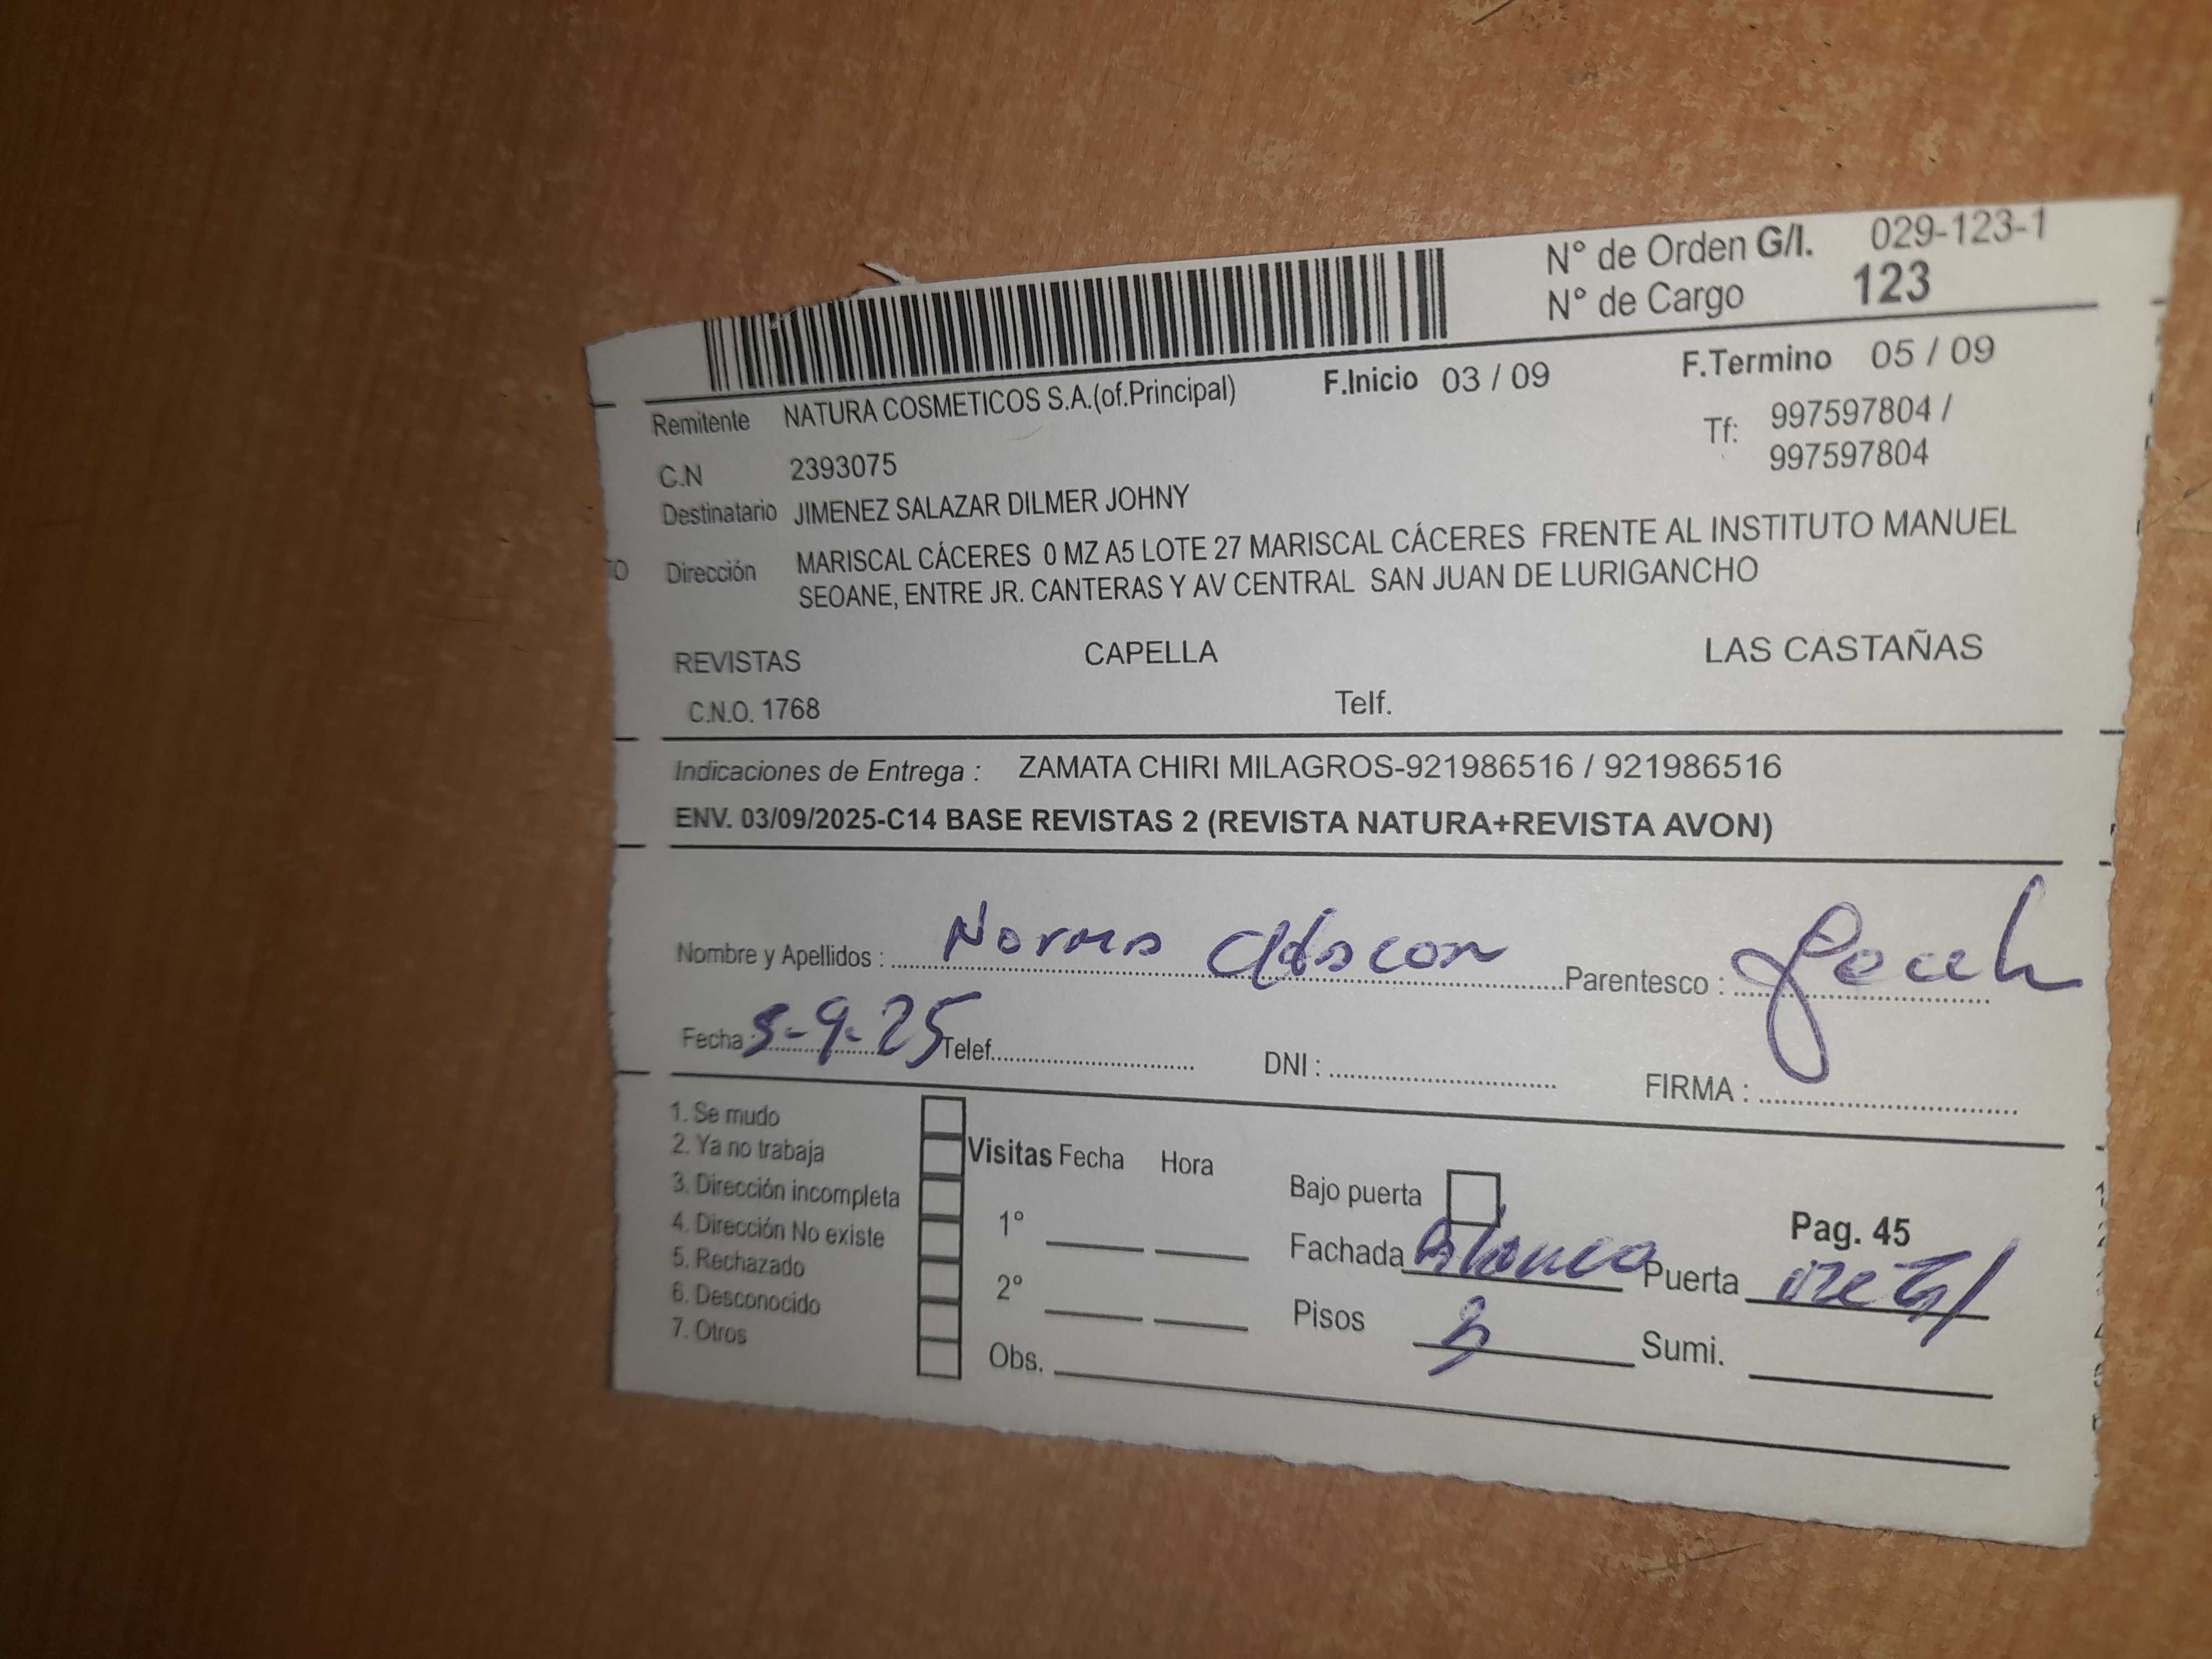 N° de Orden G/I. 029-123-1
N° de Cargo 123
Remitente NATURA COSMETICOS S.A.(of.Principal) F.Inicio 03 / 09 F.Termino 05 / 09
C.N 2393075 Tf: 997597804 /
997597804
Destinatario JIMENEZ SALAZAR DILMER JOHNY
TO Dirección MARISCAL CÁCERES 0 MZ A5 LOTE 27 MARISCAL CÁCERES FRENTE AL INSTITUTO MANUEL
SEOANE, ENTRE JR. CANTERAS Y AV CENTRAL SAN JUAN DE LURIGANCHO
REVISTAS CAPELLA LAS CASTAÑAS
C.N.O. 1768 Telf.
Indicaciones de Entrega : ZAMATA CHIRI MILAGROS-921986516 / 921986516
ENV. 03/09/2025-C14 BASE REVISTAS 2 (REVISTA NATURA+REVISTA AVON)
Nombre y Apellidos : Norma Parentesco :
Fecha 5-9-25 Telef. DNI : FIRMA :
1. Se mudo
2. Ya no trabaja Visitas Fecha Hora
3. Dirección incompleta Bajo puerta
4. Dirección No existe 1° Pag. 45
5. Rechazado Fachada Blanco Puerta metal
6. Desconocido 2° Pisos Sumi.
7. Otros Obs.